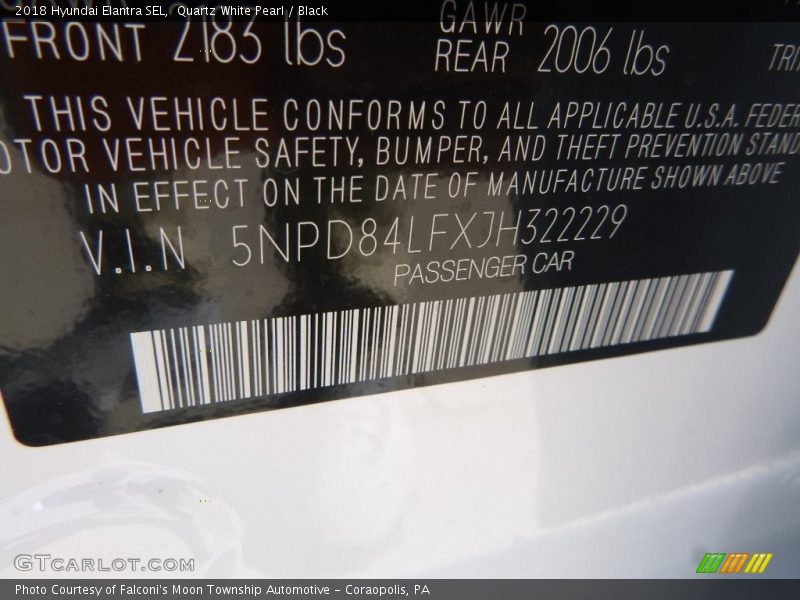 2018 Hyundai Elantra SEL, Quartz White Pearl / Black
GAWR
FRONT 2183 lbs REAR 2006 lbs
THIS VEHICLE CONFORMS TO ALL APPLICABLE U.S.A. FEDER
OTOR VEHICLE SAFETY, BUMPER, AND THEFT PREVENTION STAND
IN EFFECT ON THE DATE OF MANUFACTURE SHOWN ABOVE
V.I.N 5NPD84LFXJH322229
PASSENGER CAR
GTCARLOT.COM
Photo Courtesy of Falconi's Moon Township Automotive - Coraopolis, PA